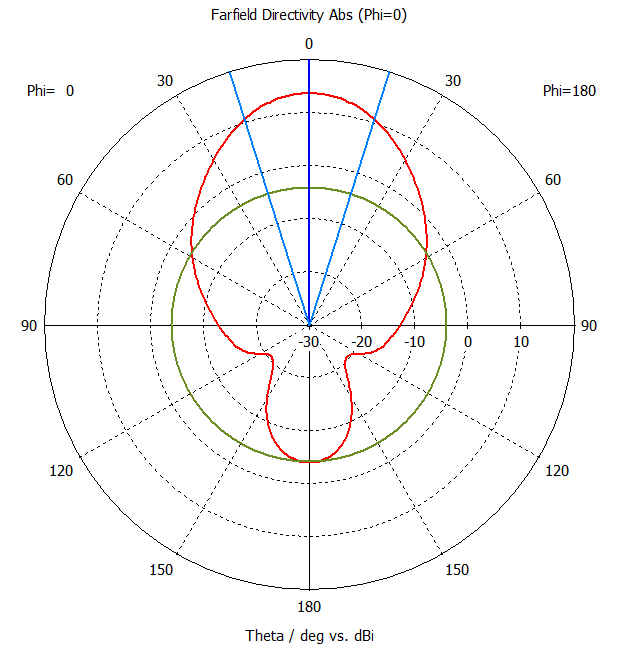 Farfield Directivity Abs (Phi=0)
0
30 30
Phi= 0 Phi=180
60 60
90 -30 -20 -10 0 10 90
120 120
150 150
180
Theta / deg vs. dBi